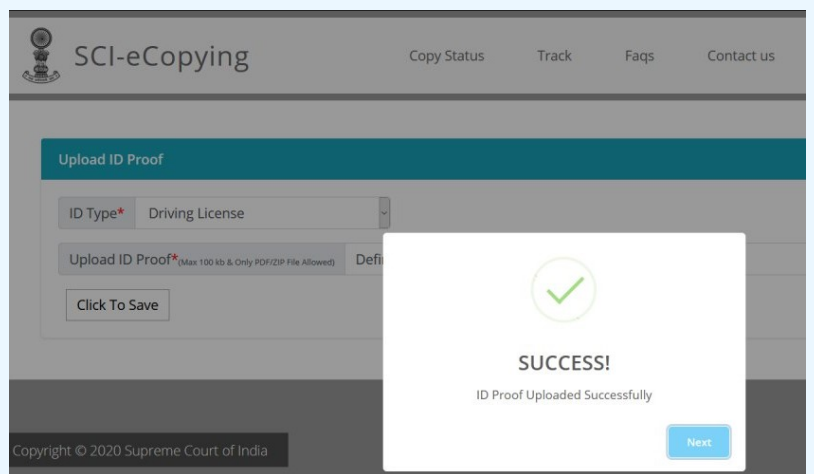 SCI-eCopying
Copy Status Track Faqs Contact us
Upload ID Proof
ID Type* Driving License
Upload ID Proof*(Max 100 kb & Only PDF/ZIP File Allowed) Defi
Click To Save
SUCCESS!
ID Proof Uploaded Successfully
Next
Copyright © 2020 Supreme Court of India